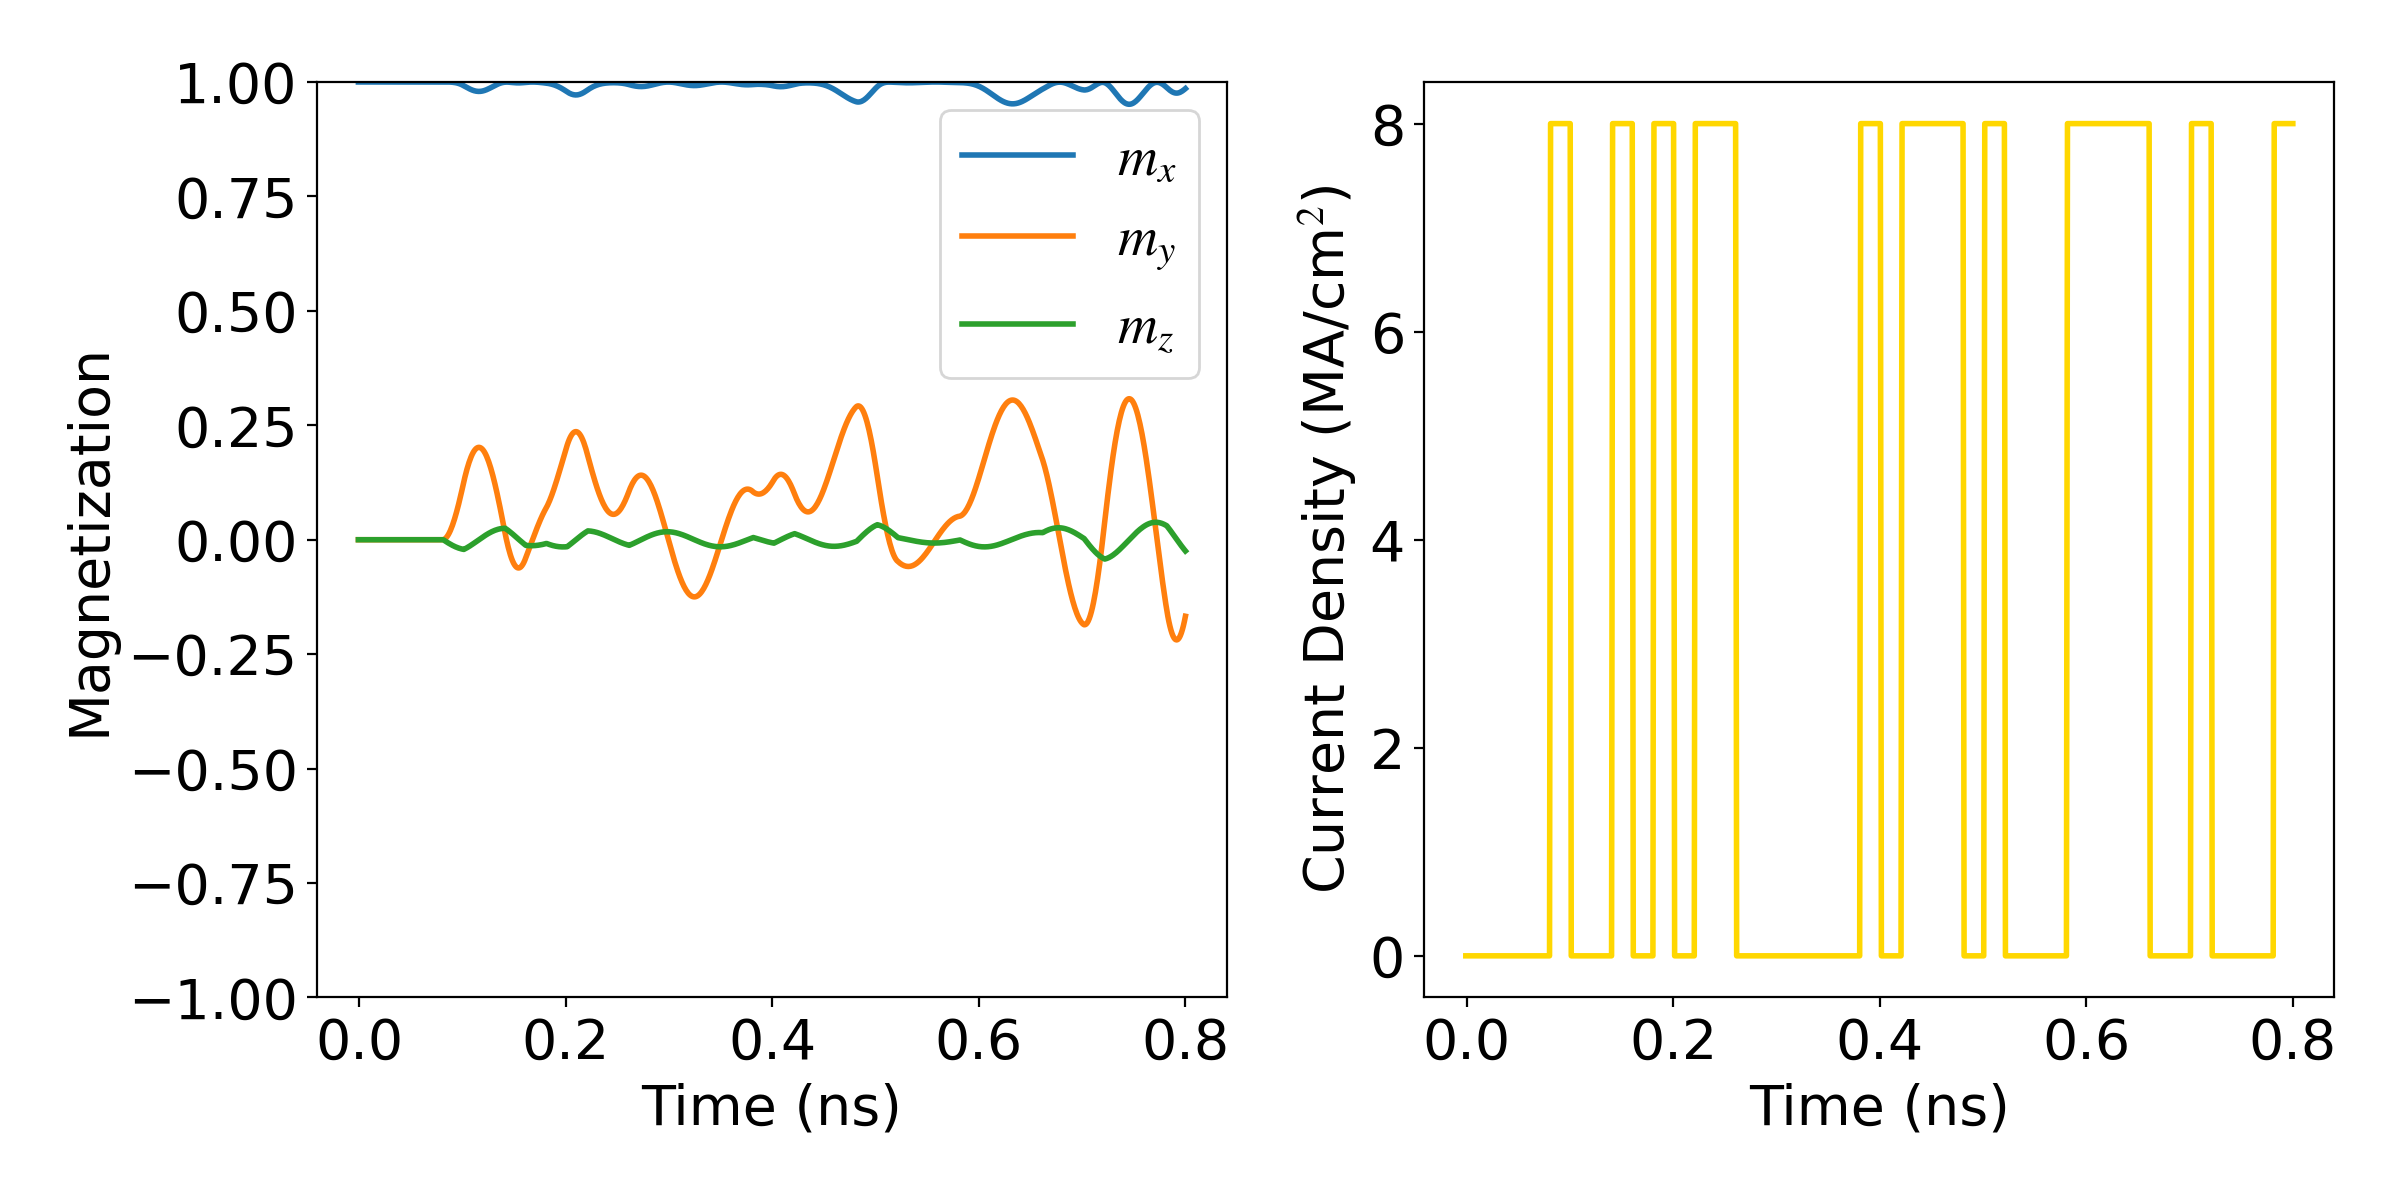 1.00
0.75
0.50
0.25
0.00
−0.25
−0.50
−0.75
−1.00
Magnetization
0.0 0.2 0.4 0.6 0.8
Time (ns)
m_x
m_y
m_z
8
6
4
2
0
Current Density (MA/cm²)
0.0 0.2 0.4 0.6 0.8
Time (ns)